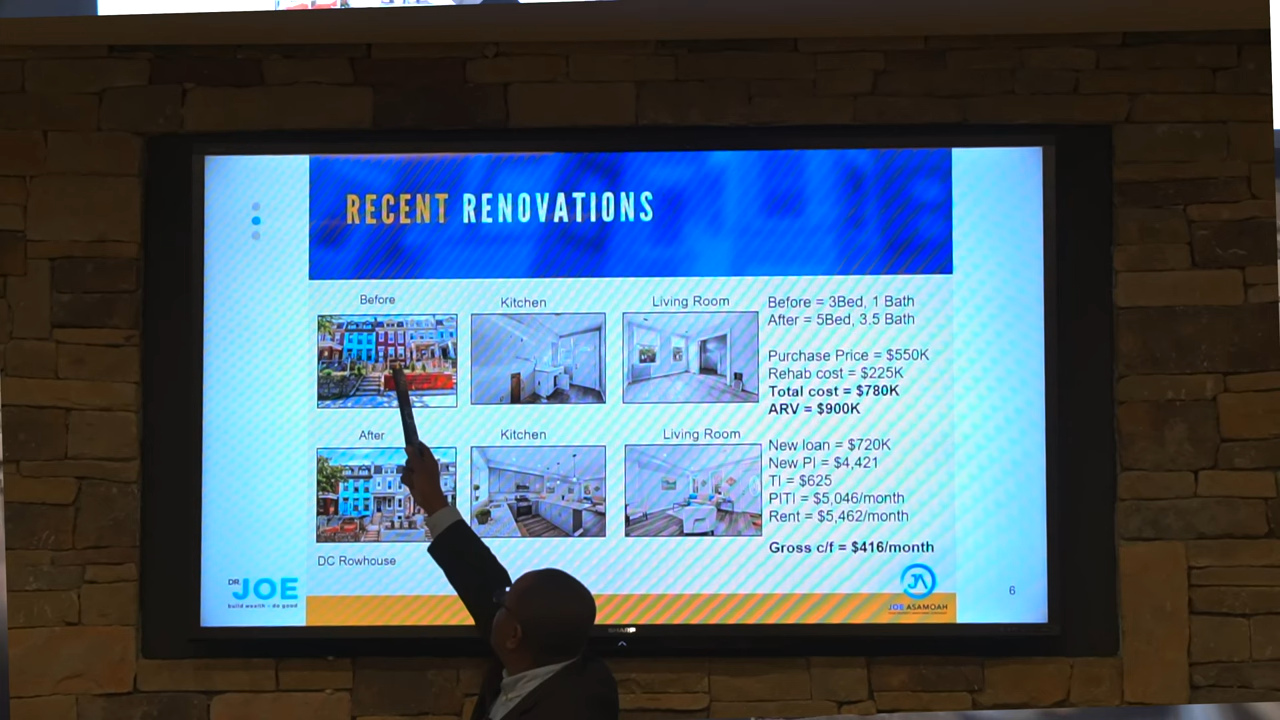 RECENT RENOVATIONS
Before
Kitchen
Living Room
After
Kitchen
Living Room
DC Rowhouse
Before = 3Bed, 1 Bath
After = 5Bed, 3.5 Bath
Purchase Price = $550K
Rehab cost = $225K
Total cost = $780K
ARV = $900K
New loan = $720K
New PI = $4,421
TI = $625
PITI = $5,046/month
Rent = $5,462/month
Gross c/f = $416/month
DR. JOE
build wealth - do good
JA
JOE ASAMOAH
6
SHARP